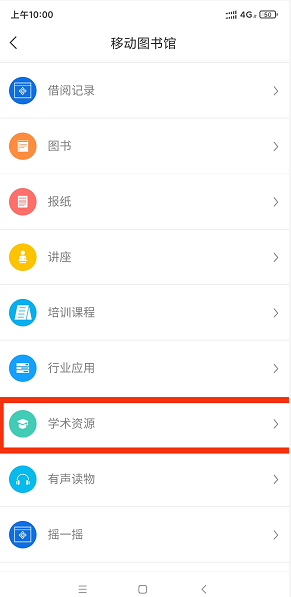 上午10:00
4G
50
移动图书馆
借阅记录
图书
报纸
讲座
培训课程
行业应用
学术资源
有声读物
摇一摇